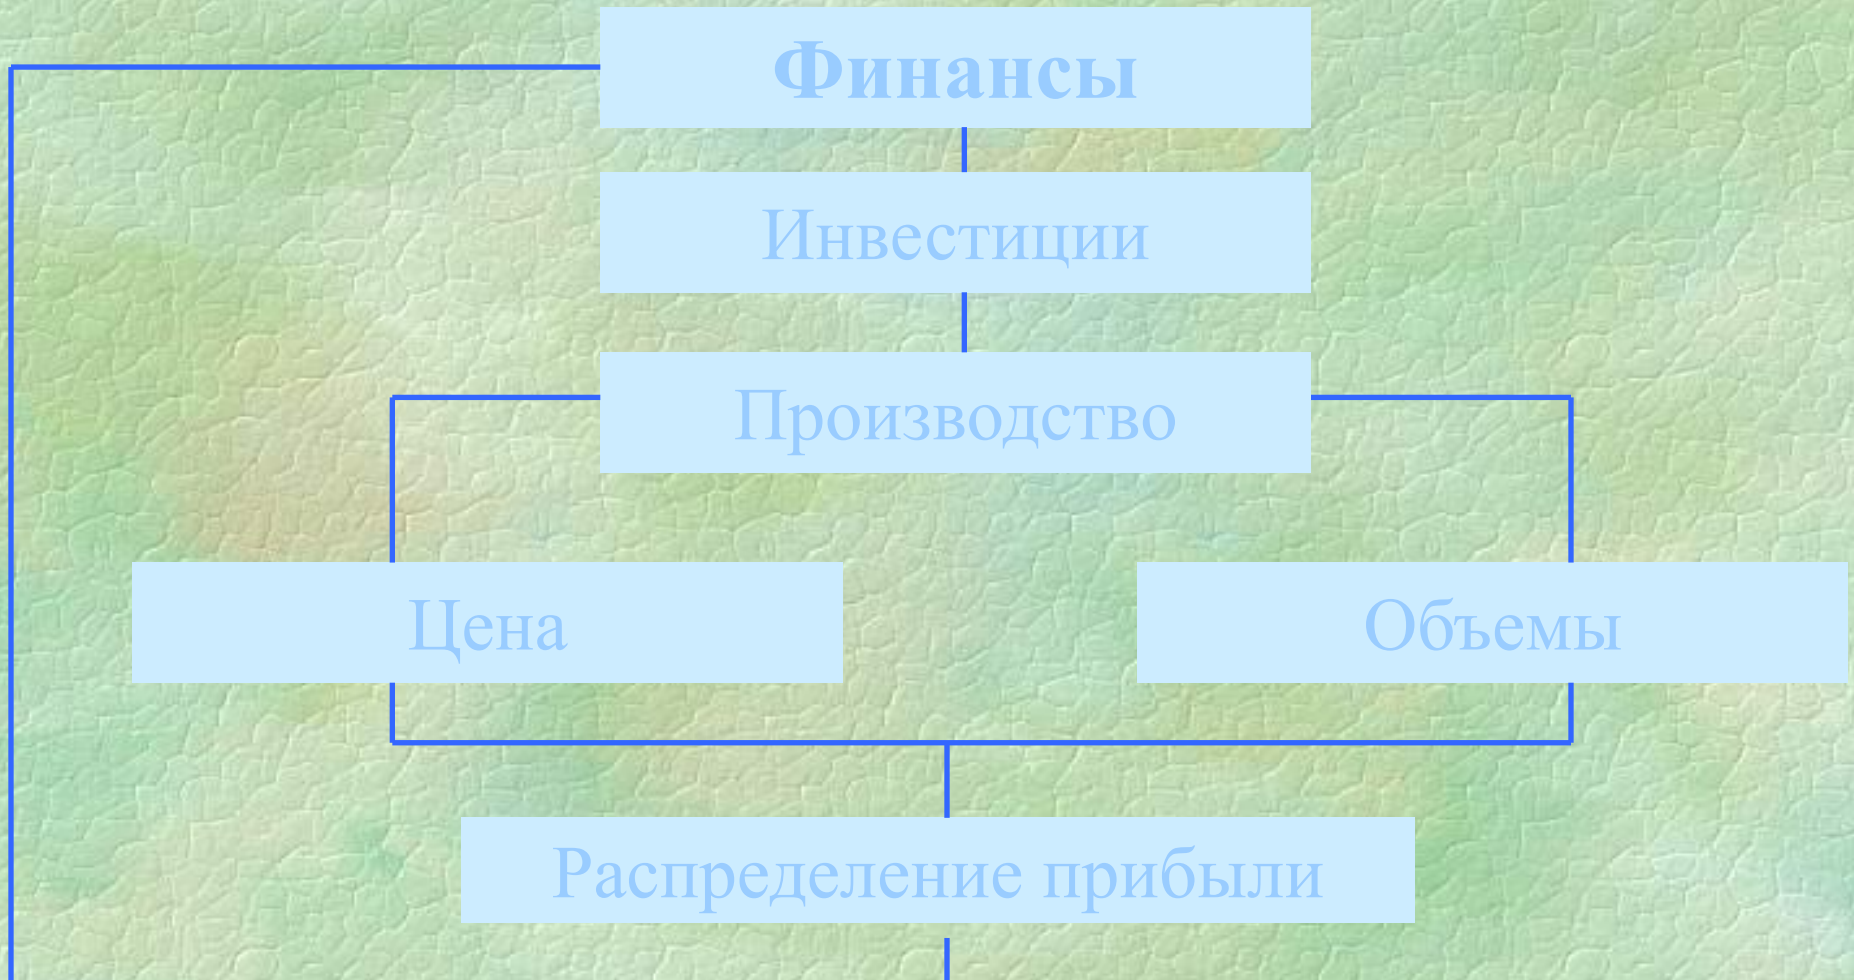 Финансы
Инвестиции
Производство
Цена
Объемы
Распределение прибыли